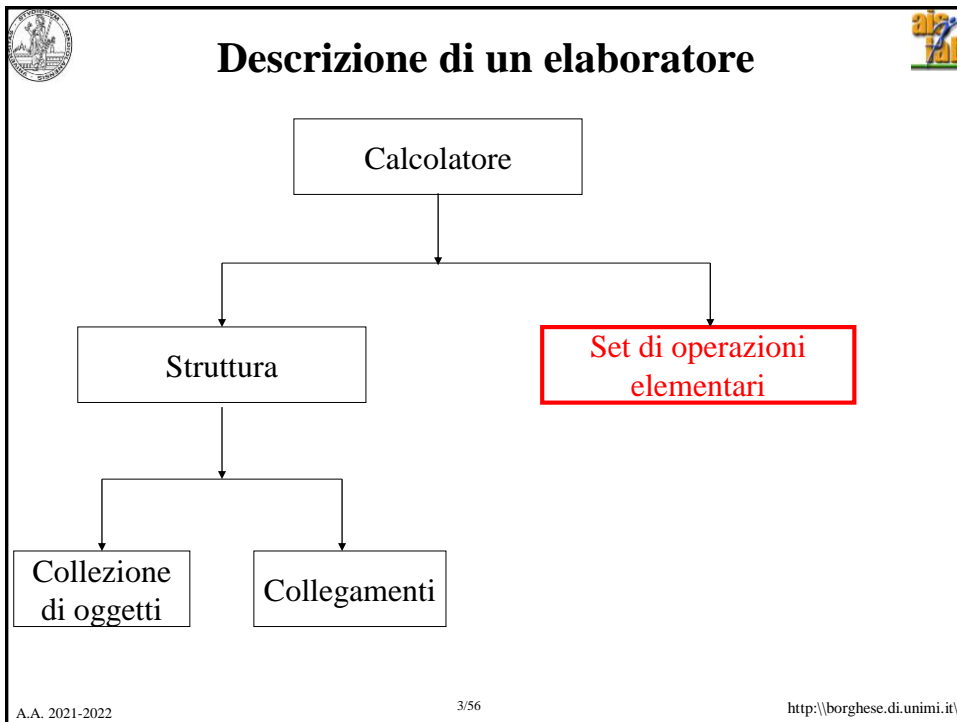 Descrizione di un elaboratore
Calcolatore
Struttura
Set di operazioni
elementari
Collezione
di oggetti
Collegamenti
A.A. 2021-2022
3/56
http:\\borghese.di.unimi.it\